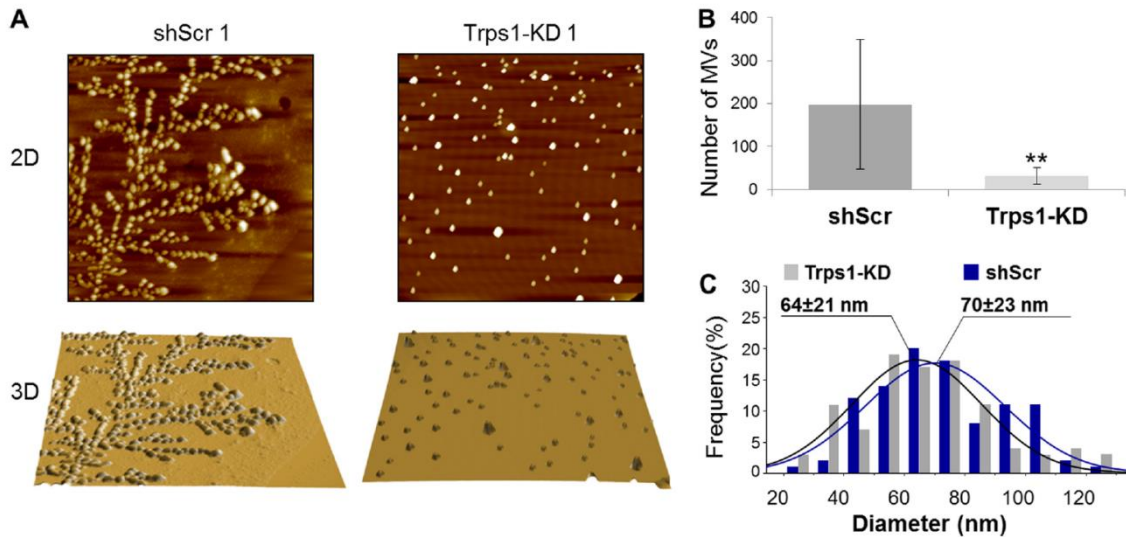 A
shScr 1
Trps1-KD 1
2D
3D
B
Number of MVs
400
300
200
100
0
**
shScr
Trps1-KD
C
Trps1-KD
shScr
64±21 nm
70±23 nm
Frequency(%)
30
25
20
15
10
5
0
20 40 60 80 100 120
Diameter (nm)